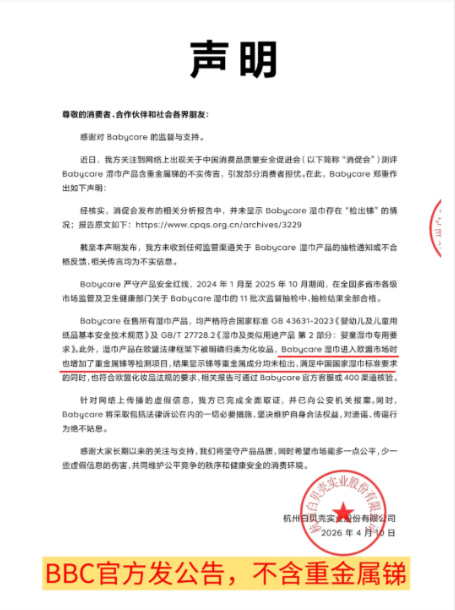 声 明
尊敬的消费者、合作伙伴和社会各界朋友：
感谢对 Babycare 的监督与支持。
近日，我方关注到网络上出现关于中国消费品质量安全促进会（以下简称“消促会”）测评
Babycare 湿巾产品含重金属锑的不实传言，引发部分消费者担忧。在此，Babycare 郑重作
出如下声明：
经核实，消促会发布的相关分析报告中，并未显示 Babycare 湿巾存在“检出锑”的情
况；报告原文如下：https://www.cpqs.org.cn/archives/3229
截至本声明发布，我方未收到任何监管渠道关于 Babycare 湿巾产品的抽检通知或不合
格反馈，相关传言均为不实信息。
Babycare 严守产品安全红线，2024 年 1 月至 2025 年 10 月期间，在全国多省市各级
市场监管及卫生健康部门关于 Babycare 湿巾的 11 批次监督抽检中，抽检结果全部合格。
Babycare 在售所有湿巾产品，均严格符合国家标准 GB 43631-2023《婴幼儿及儿童用
纸品基本安全技术规范》及 GB/T 27728.2《湿巾及类似用途产品 第 2 部分：婴童湿巾专用要
求》。此外，湿巾产品在欧盟法律框架下被明确归类为化妆品，Babycare 湿巾进入欧盟市场时
也增加了重金属锑等检测项目，结果显示锑等重金属成分均未检出，满足中国国家湿巾标准要求
的同时，也符合欧盟化妆品法规的要求，相关报告可通过 Babycare 官方客服或 400 渠道核验。
针对网络上传播的虚假信息，我方已完成全面取证，并已向公安机关报案。同时，
Babycare 将采取包括法律诉讼在内的一切必要措施，坚决维护自身合法权益，对造谣、传谣行
为绝不姑息。
感谢大家长期以来的关注与支持，我们将坚守产品品质，同时希望市场能多一点公平，少一
些虚假信息的伤害，共同维护公平竞争的秩序和健康安全的消费环境。
杭州白贝壳实业股份有限公司
2026 年 4 月 10 日
BBC官方发公告，不含重金属锑